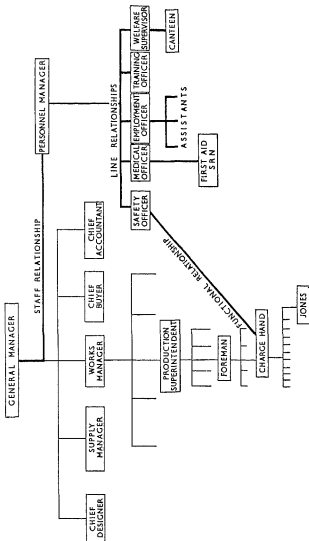 GENERAL MANAGER
STAFF RELATIONSHIP
PERSONNEL MANAGER
LINE RELATIONSHIPS
CHIEF
DESIGNER
SUPPLY
MANAGER
WORKS
MANAGER
CHIEF
BUYER
CHIEF
ACCOUNTANT
SAFETY
OFFICER
MEDICAL
OFFICER
EMPLOYMENT
OFFICER
TRAINING
OFFICER
WELFARE
SUPERVISOR
FIRST AID
SRN
ASSISTANTS
CANTEEN
PRODUCTION
SUPERINTENDENT
FUNCTIONAL RELATIONSHIP
FOREMAN
CHARGE HAND
JONES